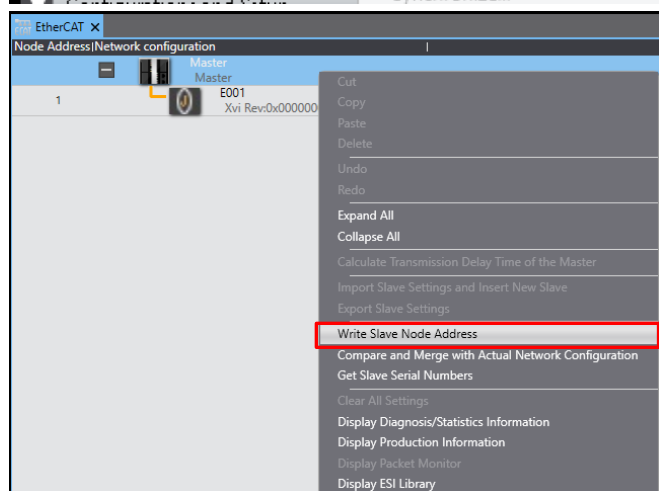 EtherCAT
Node Address|Network configuration
Master
Master
1
E001
Xvi Rev:0x000000
Cut
Copy
Paste
Delete
Undo
Redo
Expand All
Collapse All
Calculate Transmission Delay Time of the Master
Import Slave Settings and Insert New Slave
Export Slave Settings
Write Slave Node Address
Compare and Merge with Actual Network Configuration
Get Slave Serial Numbers
Clear All Settings
Display Diagnosis/Statistics Information
Display Production Information
Display Packet Monitor
Display ESI Library